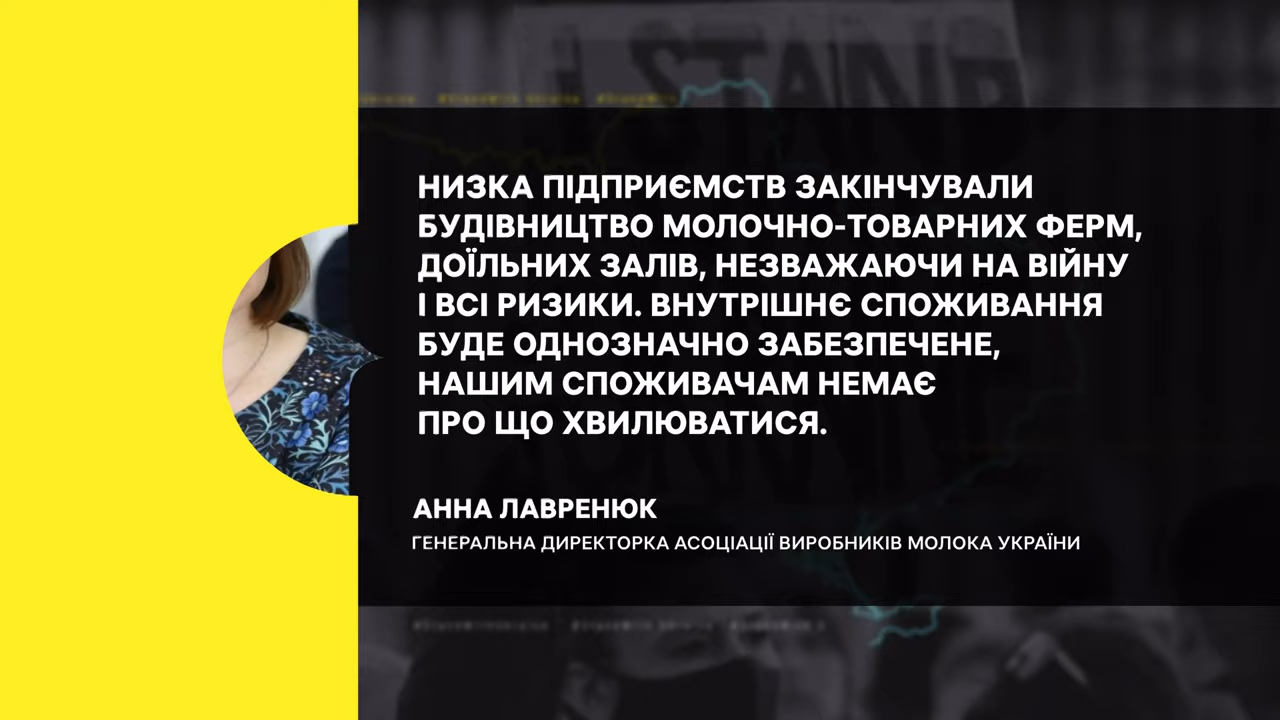 I STAND
НИЗКА ПІДПРИЄМСТВ ЗАКІНЧУВАЛИ
БУДІВНИЦТВО МОЛОЧНО-ТОВАРНИХ ФЕРМ,
ДОЇЛЬНИХ ЗАЛІВ, НЕЗВАЖАЮЧИ НА ВІЙНУ
І ВСІ РИЗИКИ. ВНУТРІШНЄ СПОЖИВАННЯ
БУДЕ ОДНОЗНАЧНО ЗАБЕЗПЕЧЕНЕ,
НАШИМ СПОЖИВАЧАМ НЕМАЄ
ПРО ЩО ХВИЛЮВАТИСЯ.
АННА ЛАВРЕНЮК
ГЕНЕРАЛЬНА ДИРЕКТОРКА АСОЦІАЦІЇ ВИРОБНИКІВ МОЛОКА УКРАЇНИ